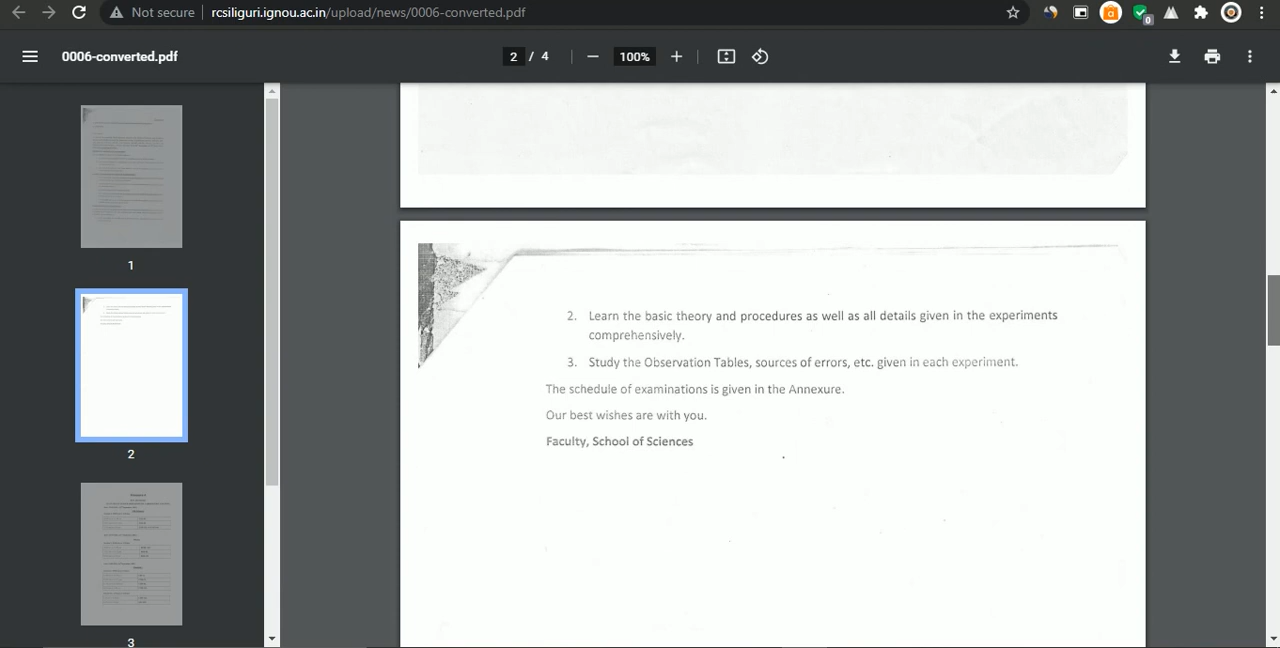 Not secure | rcsiliguri.ignou.ac.in/upload/news/0006-converted.pdf
0
0006-converted.pdf
2 / 4
100%
1
2
3
2. Learn the basic theory and procedures as well as all details given in the experiments
comprehensively.
3. Study the Observation Tables, sources of errors, etc. given in each experiment.
The schedule of examinations is given in the Annexure.
Our best wishes are with you.
Faculty, School of Sciences